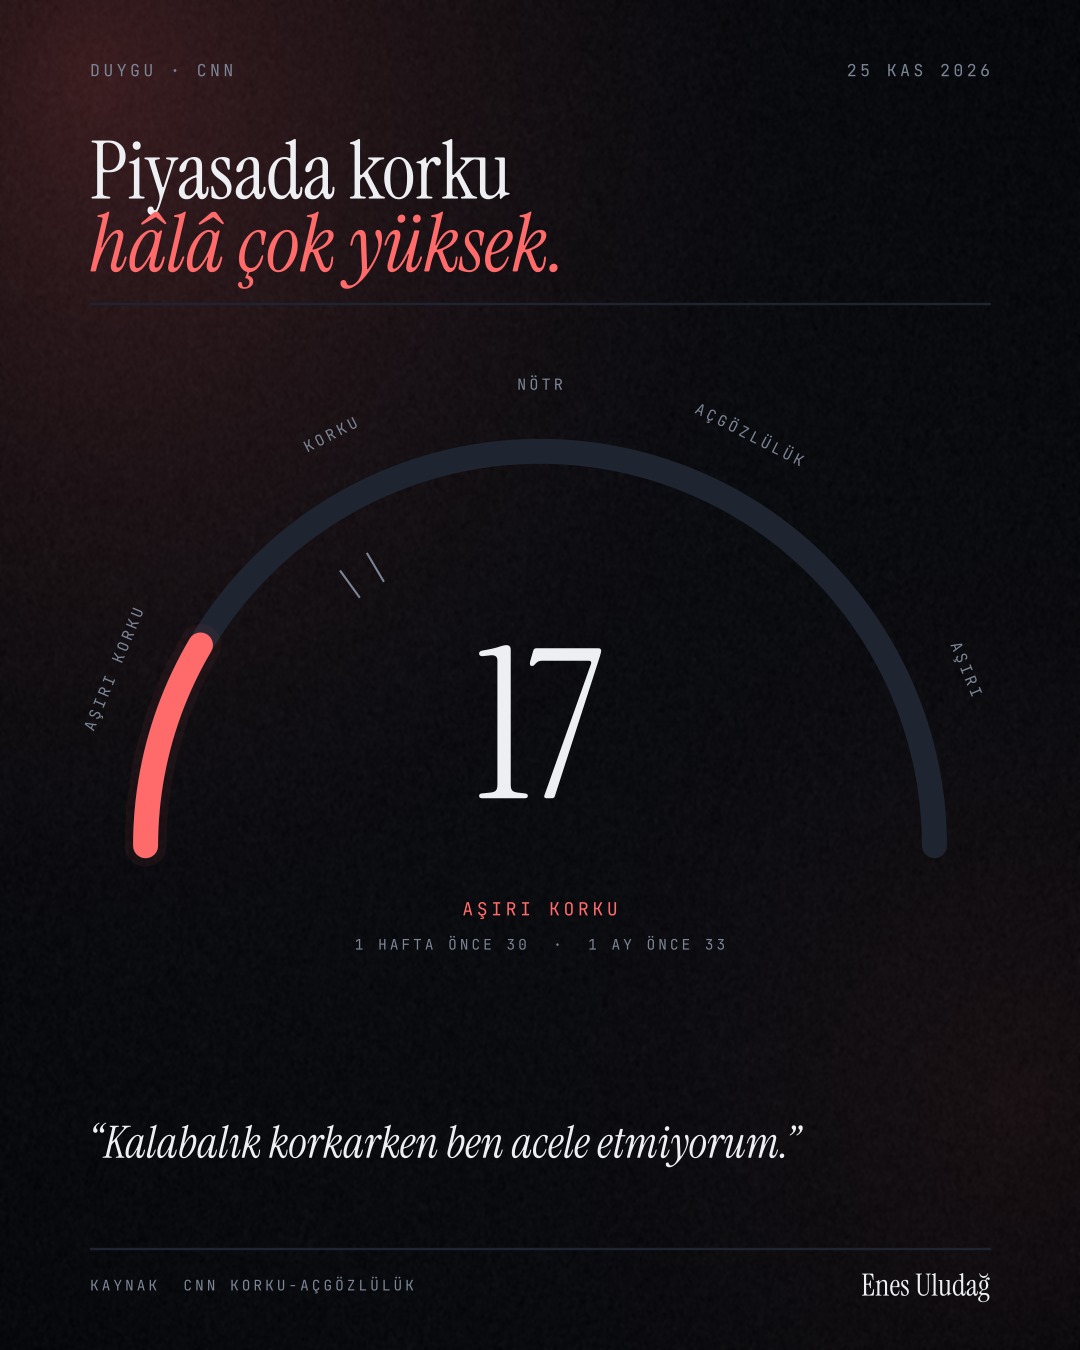 DUYGU · CNN
25 KAS 2026
Piyasada korku
hâlâ çok yüksek.
NÖTR
KORKU
AÇGÖZLÜLÜK
AŞIRI KORKU
AŞIRI
17
AŞIRI KORKU
1 HAFTA ÖNCE 30 · 1 AY ÖNCE 33
“Kalabalık korkarken ben acele etmiyorum.”
KAYNAK CNN KORKU-AÇGÖZLÜLÜK
Enes Uludağ